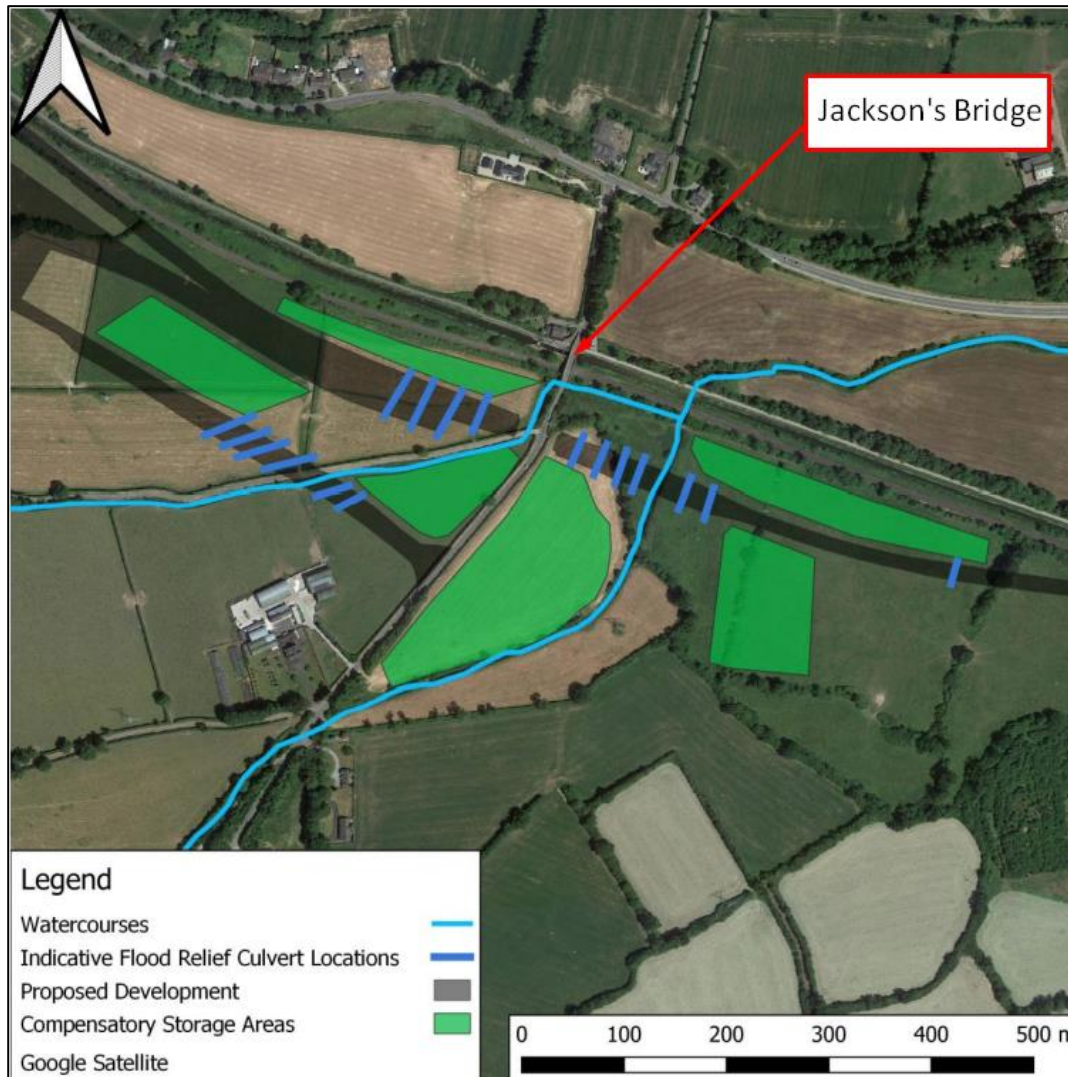 Jackson's Bridge
Legend
Watercourses
Indicative Flood Relief Culvert Locations
Proposed Development
Compensatory Storage Areas
Google Satellite
0 100 200 300 400 500 m